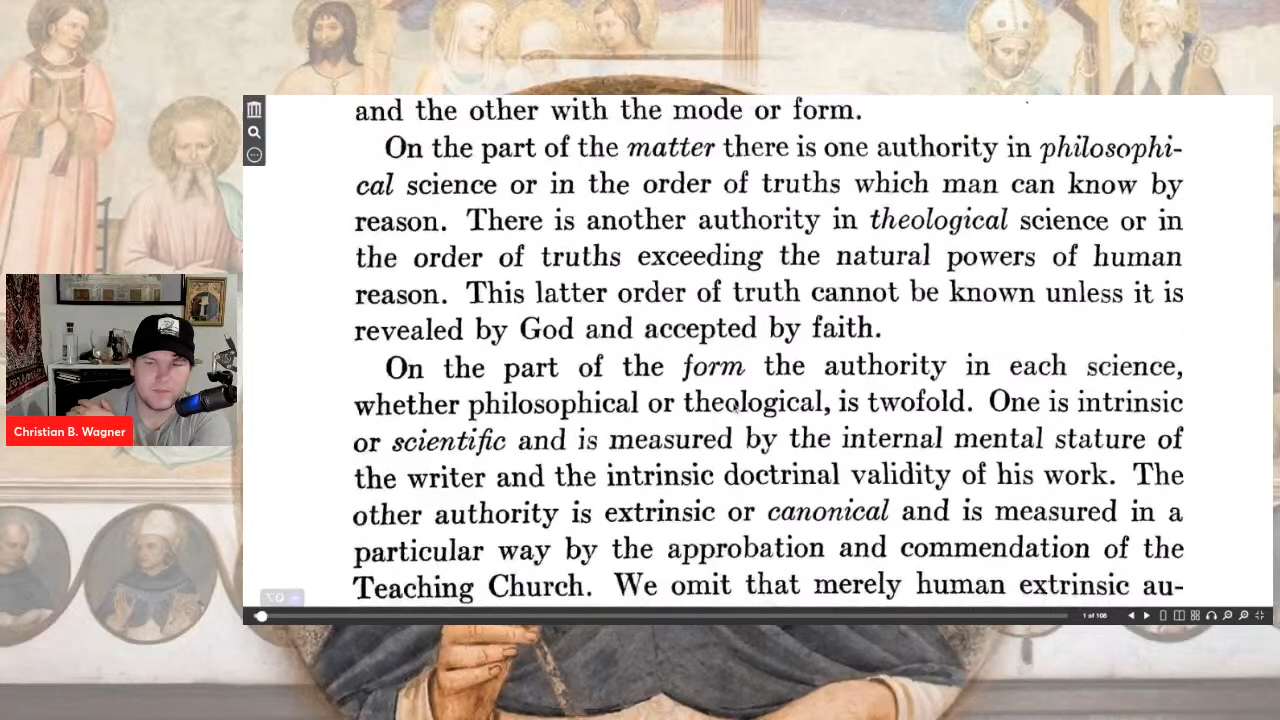 and the other with the mode or form.
On the part of the matter there is one authority in philosophi-
cal science or in the order of truths which man can know by
reason. There is another authority in theological science or in
the order of truths exceeding the natural powers of human
reason. This latter order of truth cannot be known unless it is
revealed by God and accepted by faith.
On the part of the form the authority in each science,
whether philosophical or theological, is twofold. One is intrinsic
or scientific and is measured by the internal mental stature of
the writer and the intrinsic doctrinal validity of his work. The
other authority is extrinsic or canonical and is measured in a
particular way by the approbation and commendation of the
Teaching Church. We omit that merely human extrinsic au-
1 of 108
Christian B. Wagner